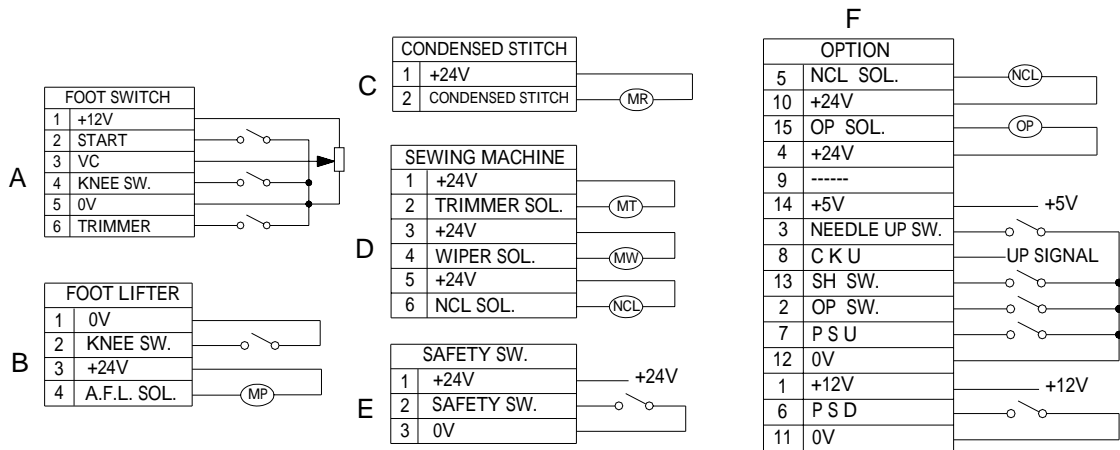 A
FOOT SWITCH
1 +12V
2 START
3 VC
4 KNEE SW.
5 0V
6 TRIMMER
B
FOOT LIFTER
1 0V
2 KNEE SW.
3 +24V
4 A.F.L. SOL. MP
C
CONDENSED STITCH
1 +24V
2 CONDENSED STITCH MR
D
SEWING MACHINE
1 +24V
2 TRIMMER SOL. MT
3 +24V
4 WIPER SOL. MW
5 +24V
6 NCL SOL. NCL
E
SAFETY SW.
1 +24V +24V
2 SAFETY SW.
3 0V
F
OPTION
5 NCL SOL. NCL
10 +24V
15 OP SOL. OP
4 +24V
9 ------
14 +5V +5V
3 NEEDLE UP SW.
8 C K U UP SIGNAL
13 SH SW.
2 OP SW.
7 P S U
12 0V
1 +12V +12V
6 P S D
11 0V